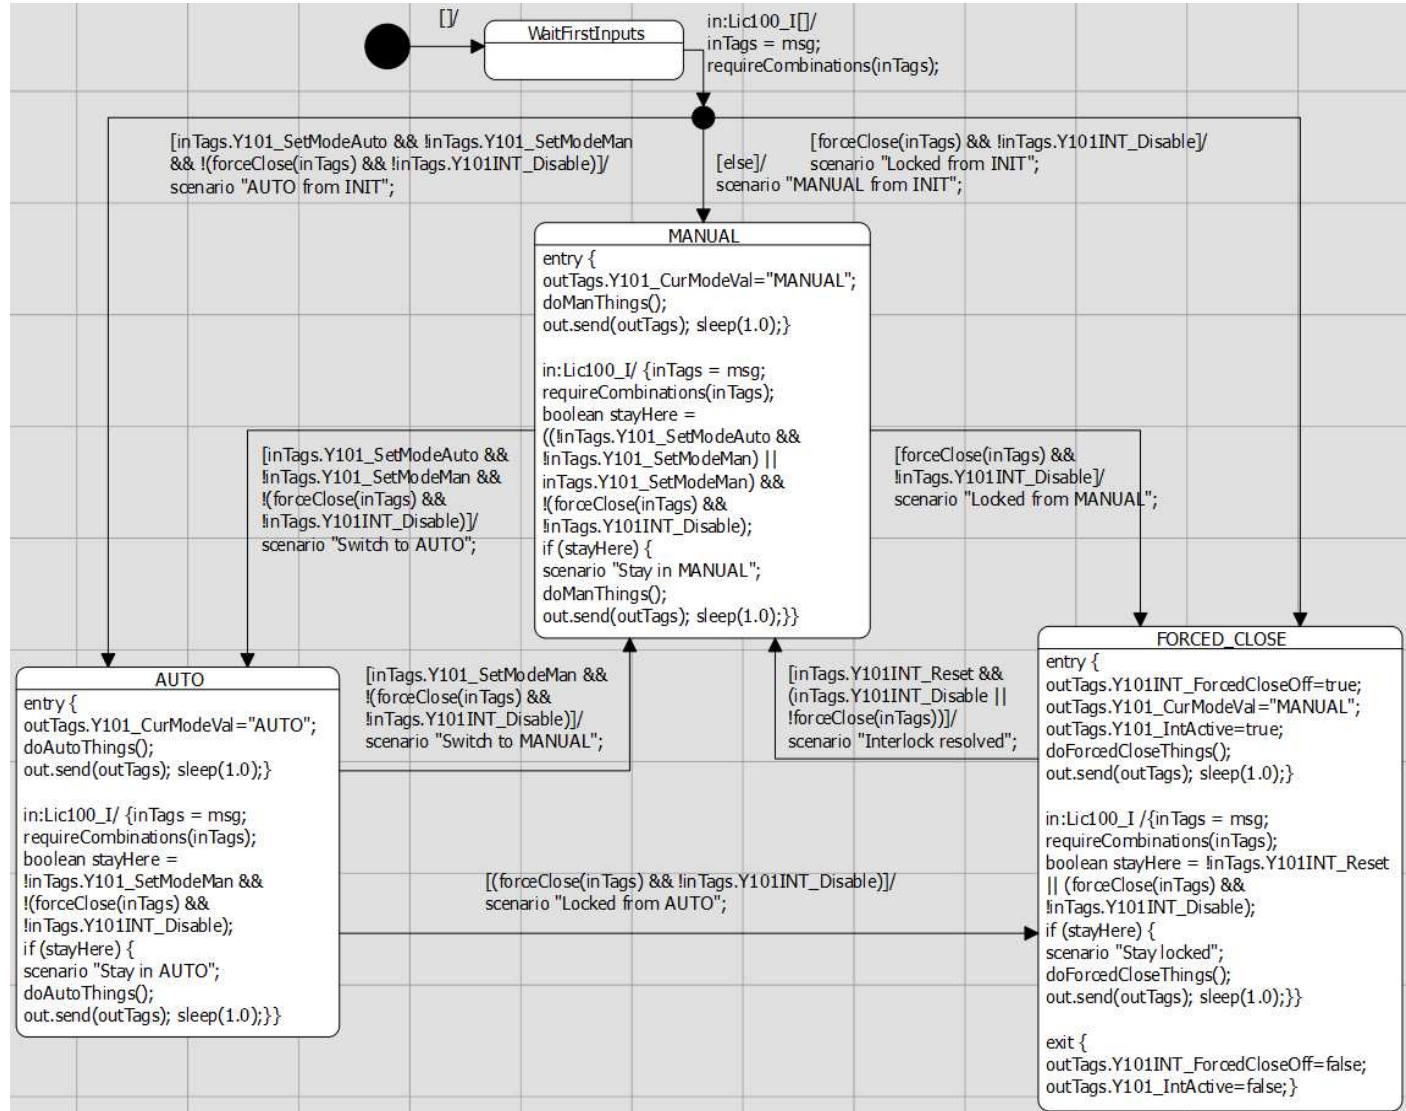 []/
WaitFirstInputs
in:Lic100_I[]/
inTags = msg;
requireCombinations(inTags);
[inTags.Y101_SetModeAuto && !inTags.Y101_SetModeMan
&& !(forceClose(inTags) && !inTags.Y101INT_Disable)]/
scenario "AUTO from INIT";
[else]/
scenario "MANUAL from INIT";
[forceClose(inTags) && !inTags.Y101INT_Disable]/
scenario "Locked from INIT";
MANUAL
entry {
outTags.Y101_CurModeVal="MANUAL";
doManThings();
out.send(outTags); sleep(1.0);}
in:Lic100_I/ {inTags = msg;
requireCombinations(inTags);
boolean stayHere =
((!inTags.Y101_SetModeAuto &&
!inTags.Y101_SetModeMan) ||
inTags.Y101_SetModeMan) &&
!(forceClose(inTags) &&
!inTags.Y101INT_Disable);
if (stayHere) {
scenario "Stay in MANUAL";
doManThings();
out.send(outTags); sleep(1.0);}}
[inTags.Y101_SetModeAuto &&
!inTags.Y101_SetModeMan &&
!(forceClose(inTags) &&
!inTags.Y101INT_Disable)]/
scenario "Switch to AUTO";
[forceClose(inTags) &&
!inTags.Y101INT_Disable]/
scenario "Locked from MANUAL";
AUTO
entry {
outTags.Y101_CurModeVal="AUTO";
doAutoThings();
out.send(outTags); sleep(1.0);}
in:Lic100_I/ {inTags = msg;
requireCombinations(inTags);
boolean stayHere =
!inTags.Y101_SetModeMan &&
!(forceClose(inTags) &&
!inTags.Y101INT_Disable);
if (stayHere) {
scenario "Stay in AUTO";
doAutoThings();
out.send(outTags); sleep(1.0);}}
[inTags.Y101_SetModeMan &&
!(forceClose(inTags) &&
!inTags.Y101INT_Disable)]/
scenario "Switch to MANUAL";
[inTags.Y101INT_Reset &&
(inTags.Y101INT_Disable ||
!forceClose(inTags))]/
scenario "Interlock resolved";
[(forceClose(inTags) && !inTags.Y101INT_Disable)]/
scenario "Locked from AUTO";
FORCED_CLOSE
entry {
outTags.Y101INT_ForcedCloseOff=true;
outTags.Y101_CurModeVal="MANUAL";
outTags.Y101_IntActive=true;
doForcedCloseThings();
out.send(outTags); sleep(1.0);}
in:Lic100_I /{inTags = msg;
requireCombinations(inTags);
boolean stayHere = !inTags.Y101INT_Reset
|| (forceClose(inTags) &&
!inTags.Y101INT_Disable);
if (stayHere) {
scenario "Stay locked";
doForcedCloseThings();
out.send(outTags); sleep(1.0);}}
exit {
outTags.Y101INT_ForcedCloseOff=false;
outTags.Y101_IntActive=false;}